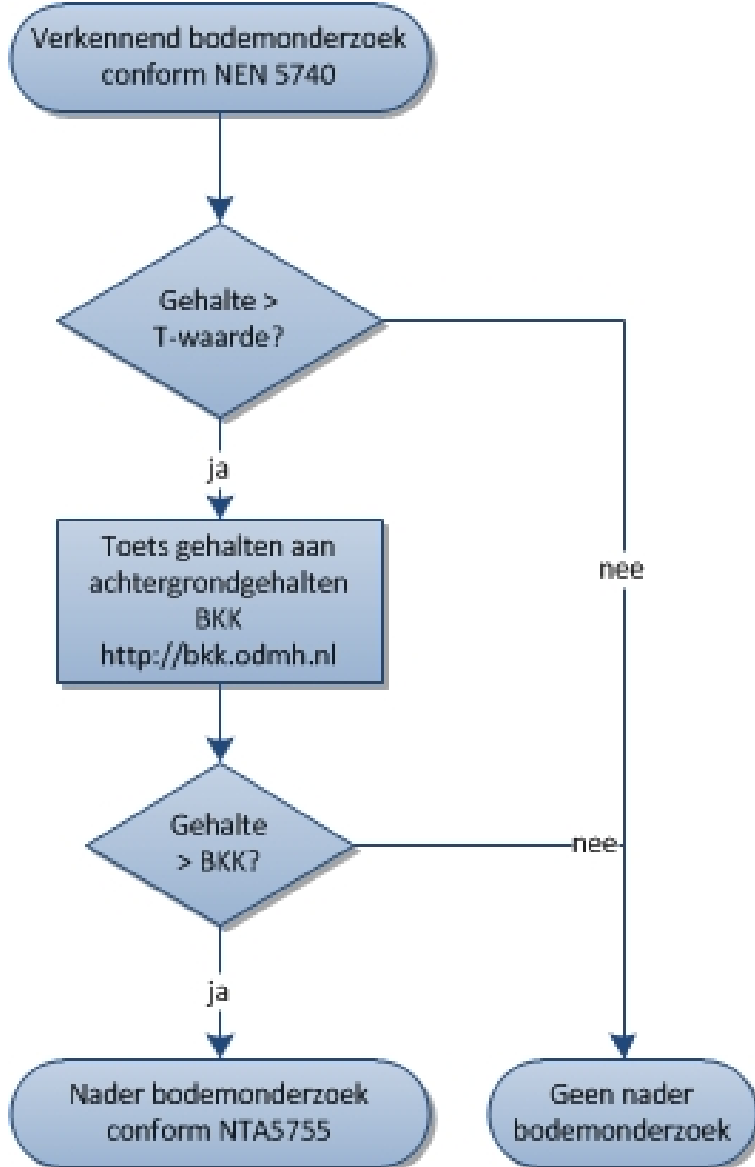 Verkennend bodemonderzoek
conform NEN 5740
Gehalte >
T-waarde?
ja
Toets gehalten aan
achtergrondgehalten
BKK
http://bkk.odmh.nl
nee
Gehalte
> BKK?
nee
ja
Nader bodemonderzoek
conform NTA5755
Geen nader
bodemonderzoek